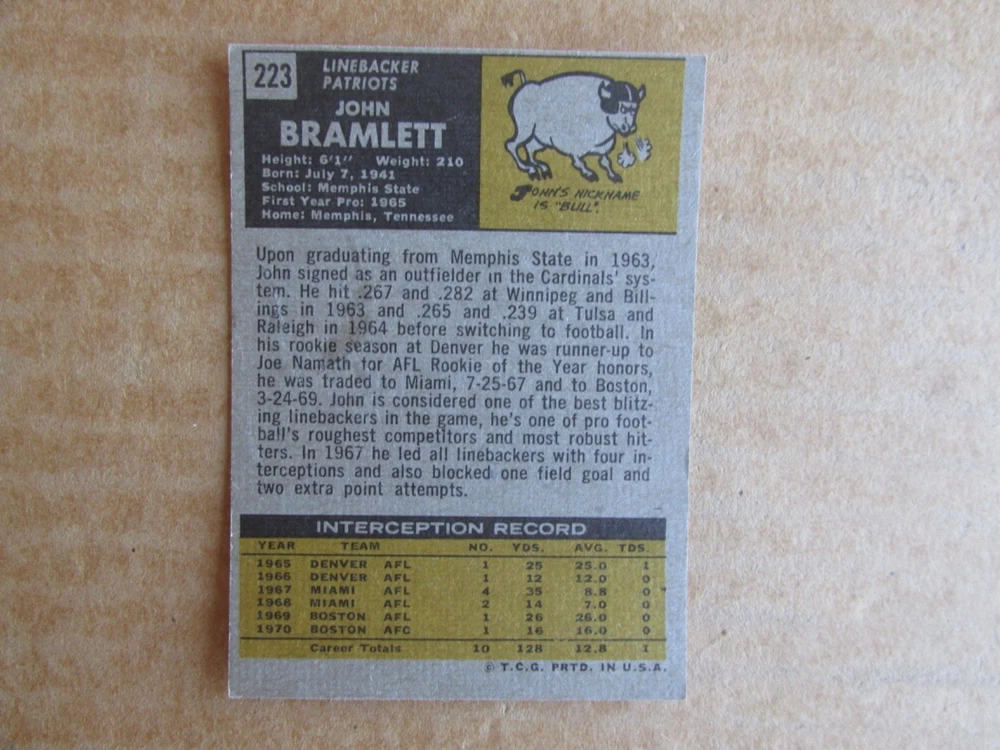 223
LINEBACKER
PATRIOTS
JOHN
BRAMLETT
Height: 6'1" Weight: 210
Born: July 7, 1941
School: Memphis State
First Year Pro: 1965
Home: Memphis, Tennessee
JOHN'S NICKNAME
IS "BULL".
Upon graduating from Memphis State in 1963,
John signed as an outfielder in the Cardinals' sys-
tem. He hit .267 and .282 at Winnipeg and Bill-
ings in 1963 and .265 and .239 at Tulsa and
Raleigh in 1964 before switching to football. In
his rookie season at Denver he was runner-up to
Joe Namath for AFL Rookie of the Year honors,
he was traded to Miami, 7-25-67 and to Boston,
3-24-69. John is considered one of the best blitz-
ing linebackers in the game, he's one of pro foot-
ball's roughest competitors and most robust hit-
ters. In 1967 he led all linebackers with four in-
terceptions and also blocked one field goal and
two extra point attempts.
INTERCEPTION RECORD
YEAR TEAM NO. YDS. AVG. TDS.
1965 DENVER AFL 1 25 25.0 1
1966 DENVER AFL 1 12 12.0 0
1967 MIAMI AFL 4 35 8.8 0
1968 MIAMI AFL 2 14 7.0 0
1969 BOSTON AFL 1 26 26.0 0
1970 BOSTON AFC 1 16 16.0 0
Career Totals 10 128 12.8 1
© T.C.G. PRTD. IN U.S.A.